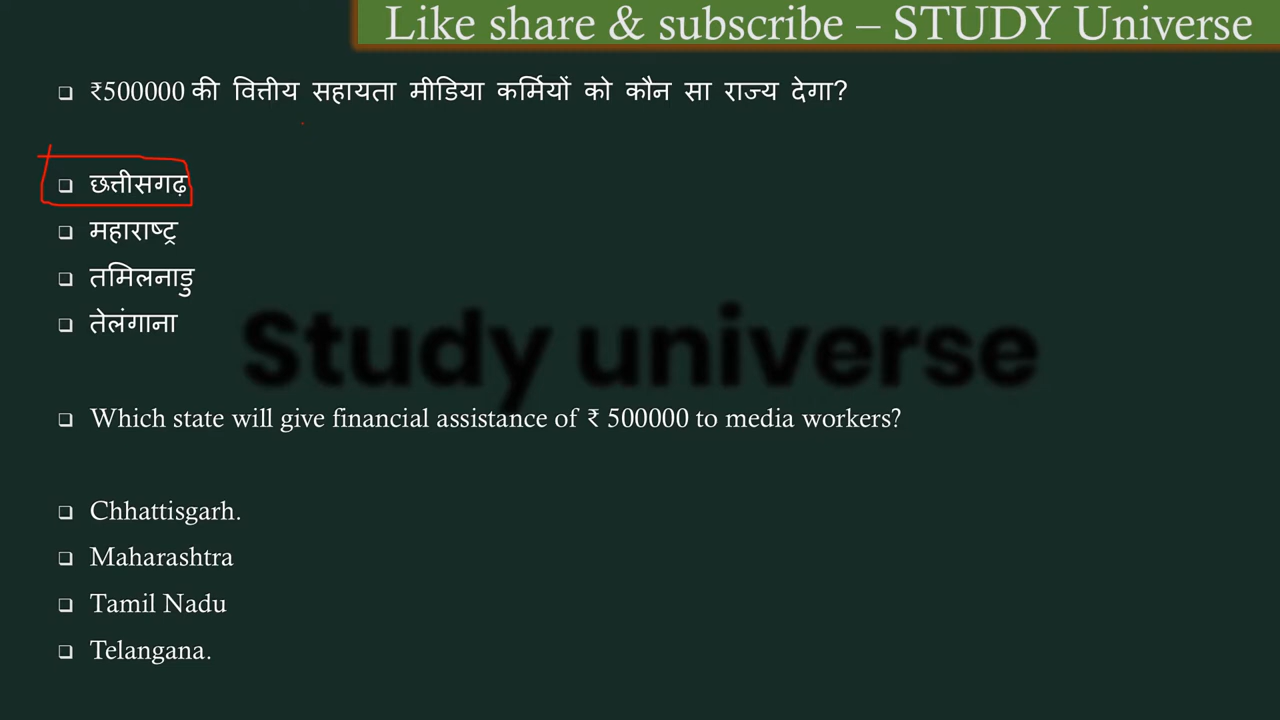 Like share & subscribe – STUDY Universe
₹500000 की वित्तीय सहायता मीडिया कर्मियों को कौन सा राज्य देगा?
छत्तीसगढ़
महाराष्ट्र
तमिलनाडु
तेलंगाना
Study universe
Which state will give financial assistance of ₹ 500000 to media workers?
Chhattisgarh.
Maharashtra
Tamil Nadu
Telangana.